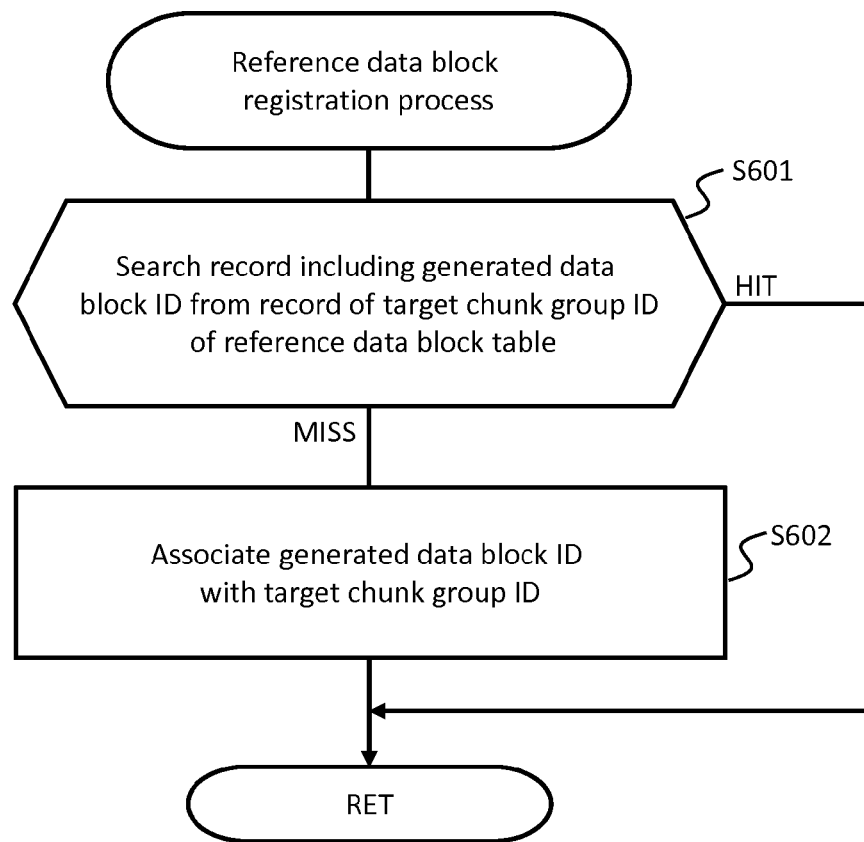 Reference data block
registration process
S601
Search record including generated data
block ID from record of target chunk group ID
of reference data block table
HIT
MISS
S602
Associate generated data block ID
with target chunk group ID
RET